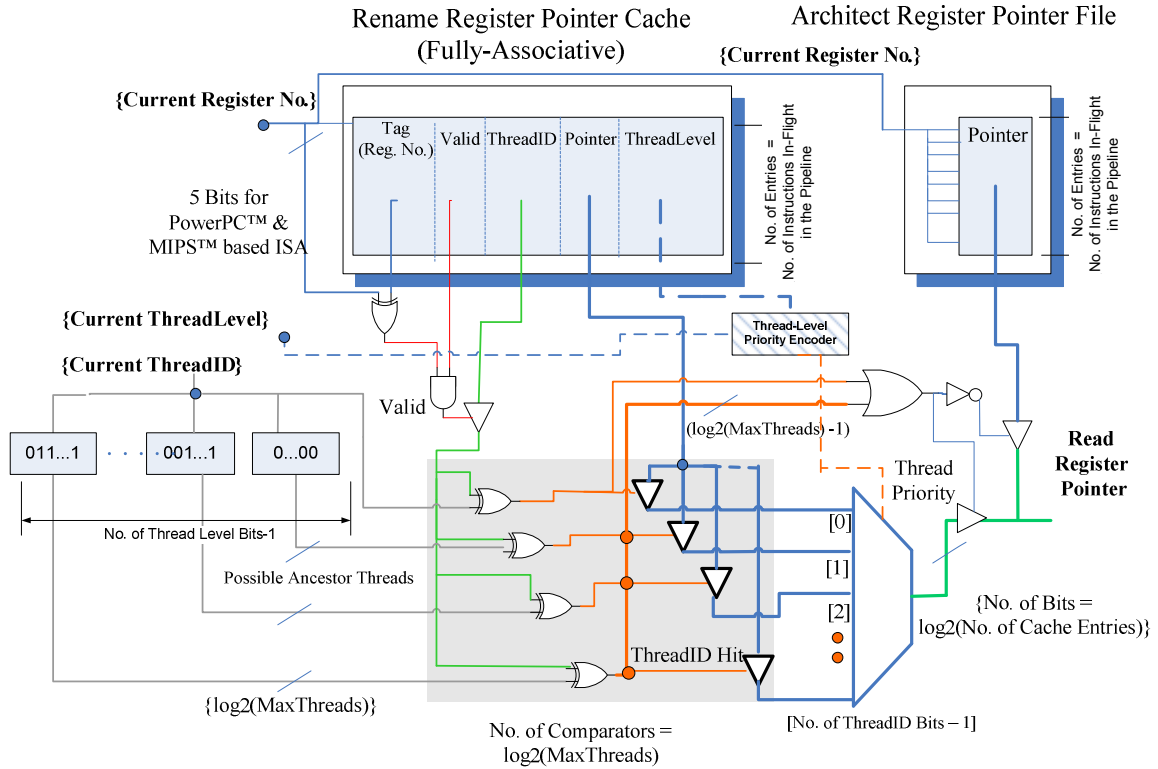 Rename Register Pointer Cache
(Fully-Associative)
Architect Register Pointer File
{Current Register No.}
{Current Register No.}
Tag
(Reg. No.)
Valid
ThreadID
Pointer
ThreadLevel
No. of Entries =
No. of Instructions In-Flight
in the Pipeline
Pointer
No. of Entries =
No. of Instructions In-Flight
in the Pipeline
5 Bits for
PowerPC™ &
MIPS™ based ISA
{Current ThreadLevel}
Thread-Level
Priority Encoder
{Current ThreadID}
Valid
(log2(MaxThreads) -1)
011...1
001...1
0...00
Thread
Priority
Read
Register
Pointer
No. of Thread Level Bits-1
[0]
Possible Ancestor Threads
[1]
[2]
{No. of Bits =
log2(No. of Cache Entries)}
ThreadID Hit
{log2(MaxThreads)}
No. of Comparators =
log2(MaxThreads)
[No. of ThreadID Bits – 1]